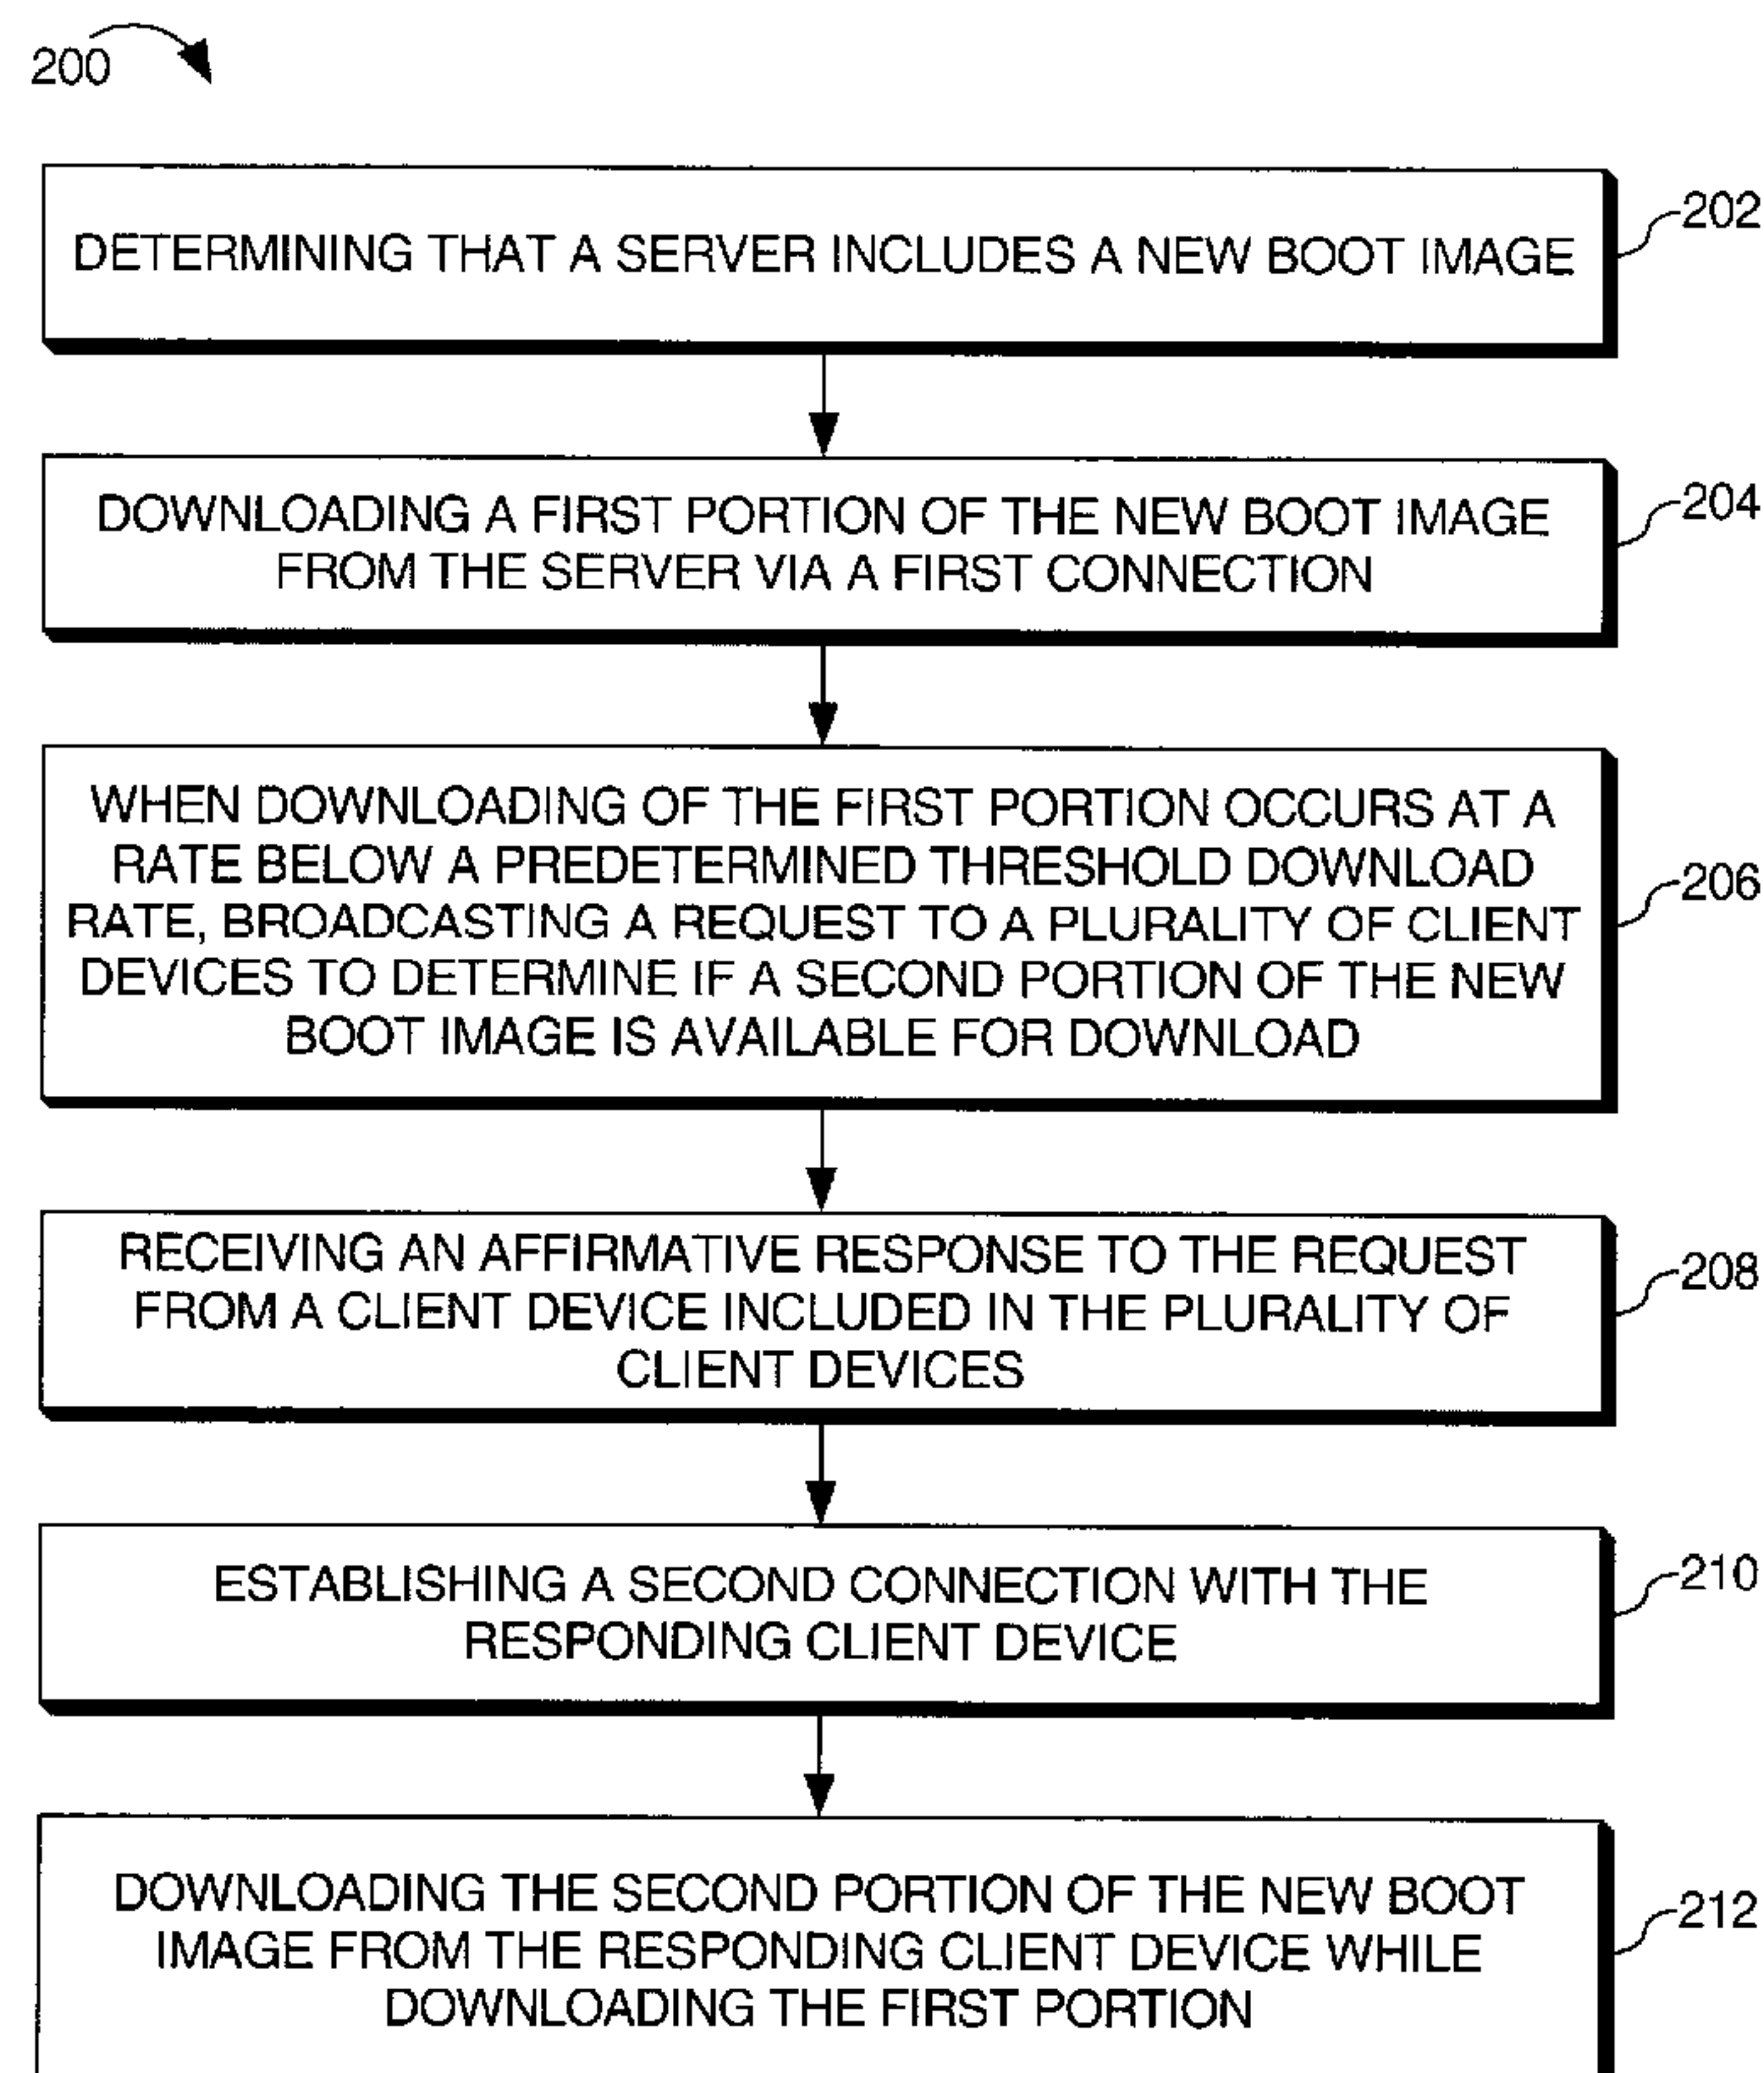 200
DETERMINING THAT A SERVER INCLUDES A NEW BOOT IMAGE
202
DOWNLOADING A FIRST PORTION OF THE NEW BOOT IMAGE
FROM THE SERVER VIA A FIRST CONNECTION
204
WHEN DOWNLOADING OF THE FIRST PORTION OCCURS AT A
RATE BELOW A PREDETERMINED THRESHOLD DOWNLOAD
RATE, BROADCASTING A REQUEST TO A PLURALITY OF CLIENT
DEVICES TO DETERMINE IF A SECOND PORTION OF THE NEW
BOOT IMAGE IS AVAILABLE FOR DOWNLOAD
206
RECEIVING AN AFFIRMATIVE RESPONSE TO THE REQUEST
FROM A CLIENT DEVICE INCLUDED IN THE PLURALITY OF
CLIENT DEVICES
208
ESTABLISHING A SECOND CONNECTION WITH THE
RESPONDING CLIENT DEVICE
210
DOWNLOADING THE SECOND PORTION OF THE NEW BOOT
IMAGE FROM THE RESPONDING CLIENT DEVICE WHILE
DOWNLOADING THE FIRST PORTION
212